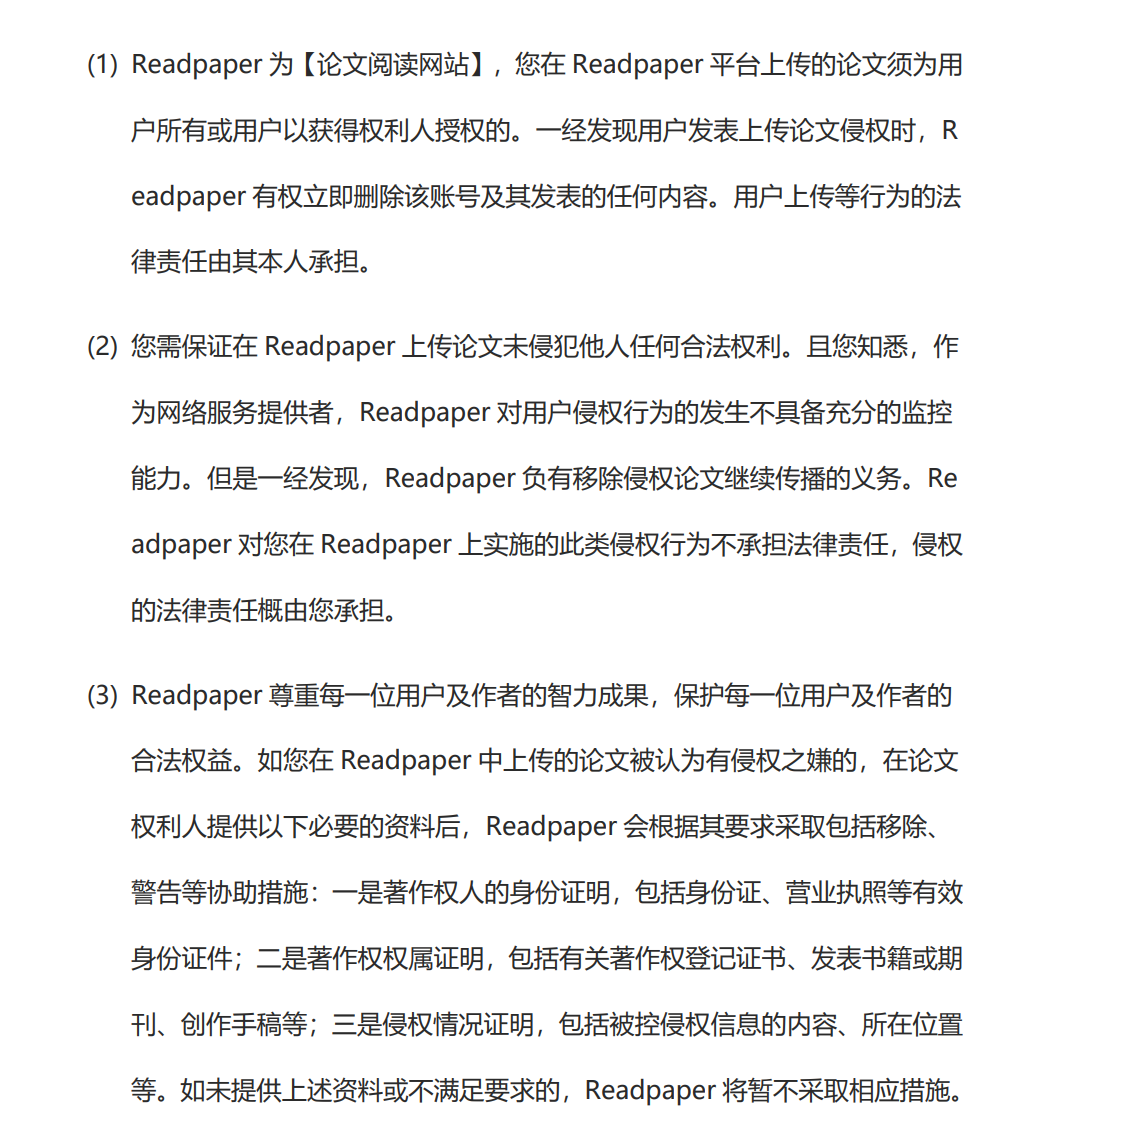 (1) Readpaper 为【论文阅读网站】，您在 Readpaper 平台上传的论文须为用
户所有或用户以获得权利人授权的。一经发现用户发表上传论文侵权时，R
eadpaper 有权立即删除该账号及其发表的任何内容。用户上传等行为的法
律责任由其本人承担。
(2) 您需保证在 Readpaper 上传论文未侵犯他人任何合法权利。且您知悉，作
为网络服务提供者，Readpaper 对用户侵权行为的发生不具备充分的监控
能力。但是一经发现，Readpaper 负有移除侵权论文继续传播的义务。Re
adpaper 对您在 Readpaper 上实施的此类侵权行为不承担法律责任，侵权
的法律责任概由您承担。
(3) Readpaper 尊重每一位用户及作者的智力成果，保护每一位用户及作者的
合法权益。如您在 Readpaper 中上传的论文被认为有侵权之嫌的，在论文
权利人提供以下必要的资料后，Readpaper 会根据其要求采取包括移除、
警告等协助措施：一是著作权人的身份证明，包括身份证、营业执照等有效
身份证件；二是著作权权属证明，包括有关著作权登记证书、发表书籍或期
刊、创作手稿等；三是侵权情况证明，包括被控侵权信息的内容、所在位置
等。如未提供上述资料或不满足要求的，Readpaper 将暂不采取相应措施。